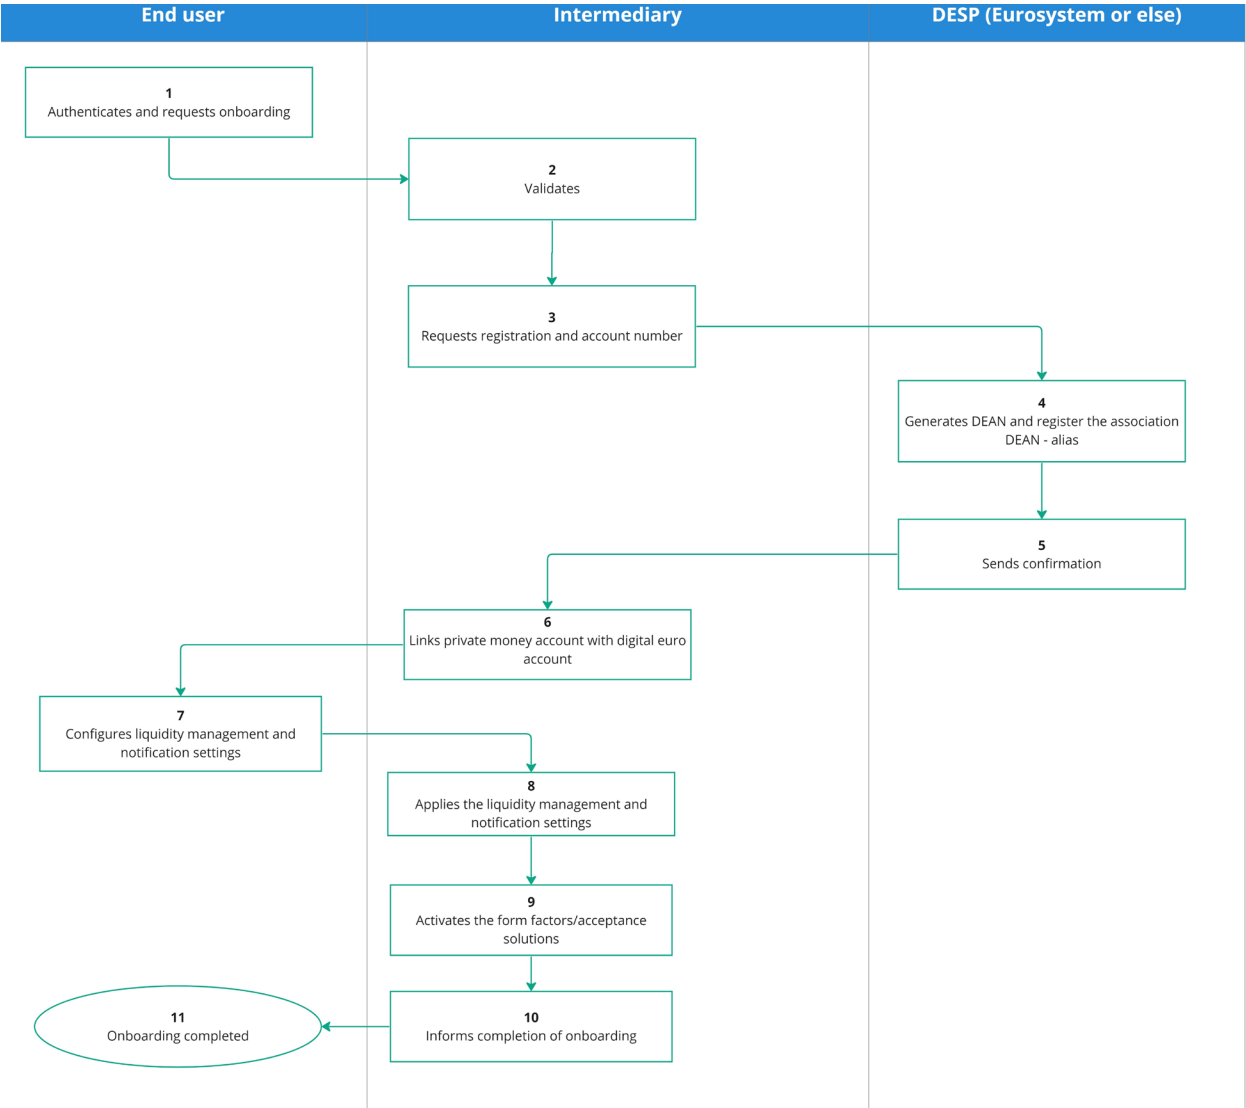 End user
Intermediary
DESP (Eurosystem or else)
1
Authenticates and requests onboarding
2
Validates
3
Requests registration and account number
4
Generates DEAN and register the association
DEAN - alias
5
Sends confirmation
6
Links private money account with digital euro
account
7
Configures liquidity management and
notification settings
8
Applies the liquidity management and
notification settings
9
Activates the form factors/acceptance
solutions
10
Informs completion of onboarding
11
Onboarding completed